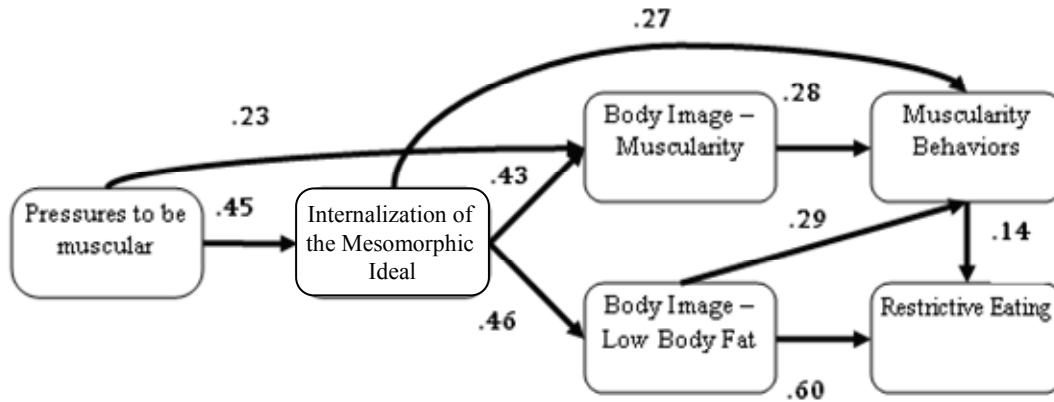 .27
.23
Body Image –
Muscularity
.28
Muscularity
Behaviors
.43
Pressures to be
muscular
.45
Internalization of
the Mesomorphic
Ideal
.29
.14
.46
Body Image –
Low Body Fat
.60
Restrictive Eating